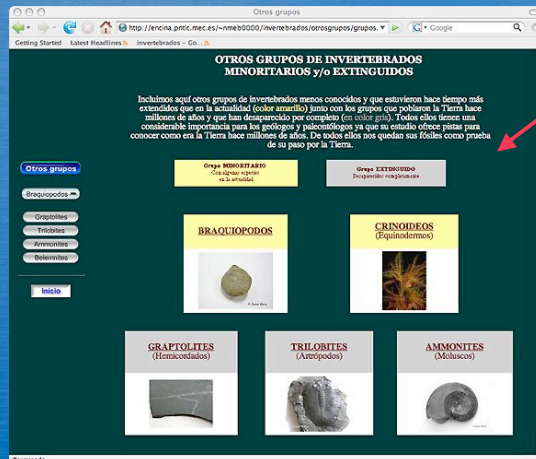 Otros grupos
http://encina.pntic.mec.es/~nmeb0000/invertebrados/otrosgrupos/grupos.
Google
Getting Started Latest Headlines invertebrados – Go...
OTROS GRUPOS DE INVERTEBRADOS
MINORITARIOS y/o EXTINGUIDOS
Incluimos aquí otros grupos de invertebrados menos conocidos y que estuvieron hace tiempo más
extendidos que en la actualidad (color amarillo) junto con los grupos que poblaron la Tierra hace
millones de años y que han desaparecido por completo (en color gris). Todos ellos tienen una
considerable importancia para los geólogos y paleontólogos ya que su estudio ofrece pistas para
conocer como era la Tierra hace millones de años. De todos ellos nos quedan sus fósiles como prueba
de su paso por la Tierra.
Otros grupos
Braquiopodos
Graptolites
Trilobites
Ammonites
Belemnites
Inicio
Grupo MINORITARIO
Con algunas especies
en la actualidad
Grupo EXTINGUIDO
Desaparecidos completamente
BRAQUIOPODOS
CRINOIDEOS
(Equinodermos)
GRAPTOLITES
(Hemicordados)
TRILOBITES
(Artrópodos)
AMMONITES
(Moluscos)